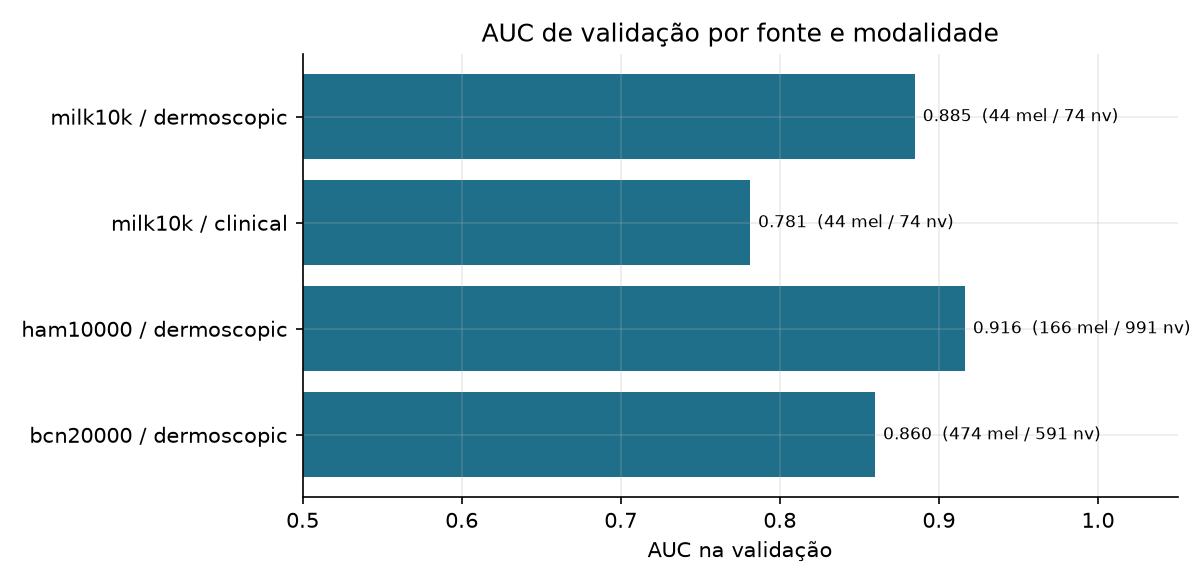 AUC de validação por fonte e modalidade
milk10k / dermoscopic
0.885 (44 mel / 74 nv)
milk10k / clinical
0.781 (44 mel / 74 nv)
ham10000 / dermoscopic
0.916 (166 mel / 991 nv)
bcn20000 / dermoscopic
0.860 (474 mel / 591 nv)
0.5 0.6 0.7 0.8 0.9 1.0
AUC na validação